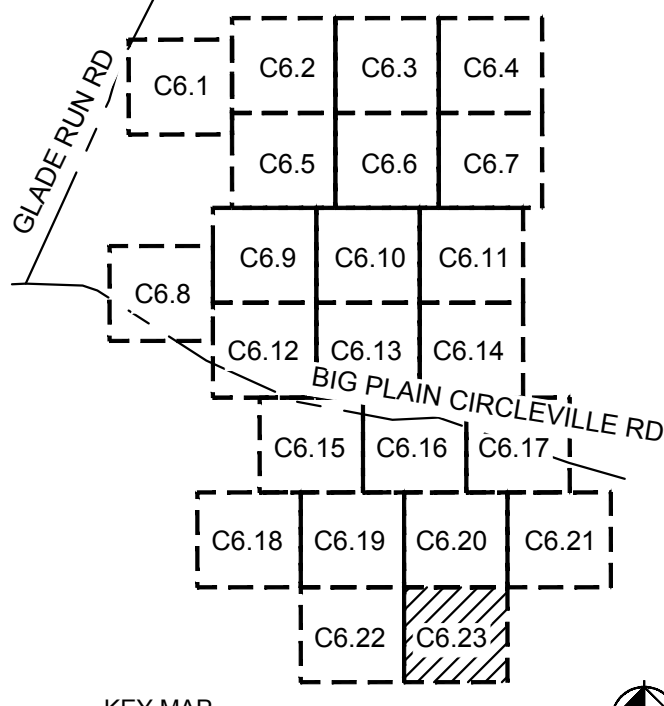 GLADE RUN RD
C6.1
C6.2
C6.3
C6.4
C6.5
C6.6
C6.7
C6.8
C6.9
C6.10
C6.11
C6.12
C6.13
C6.14
BIG PLAIN CIRCLEVILLE RD
C6.15
C6.16
C6.17
C6.18
C6.19
C6.20
C6.21
C6.22
C6.23
KEY MAP